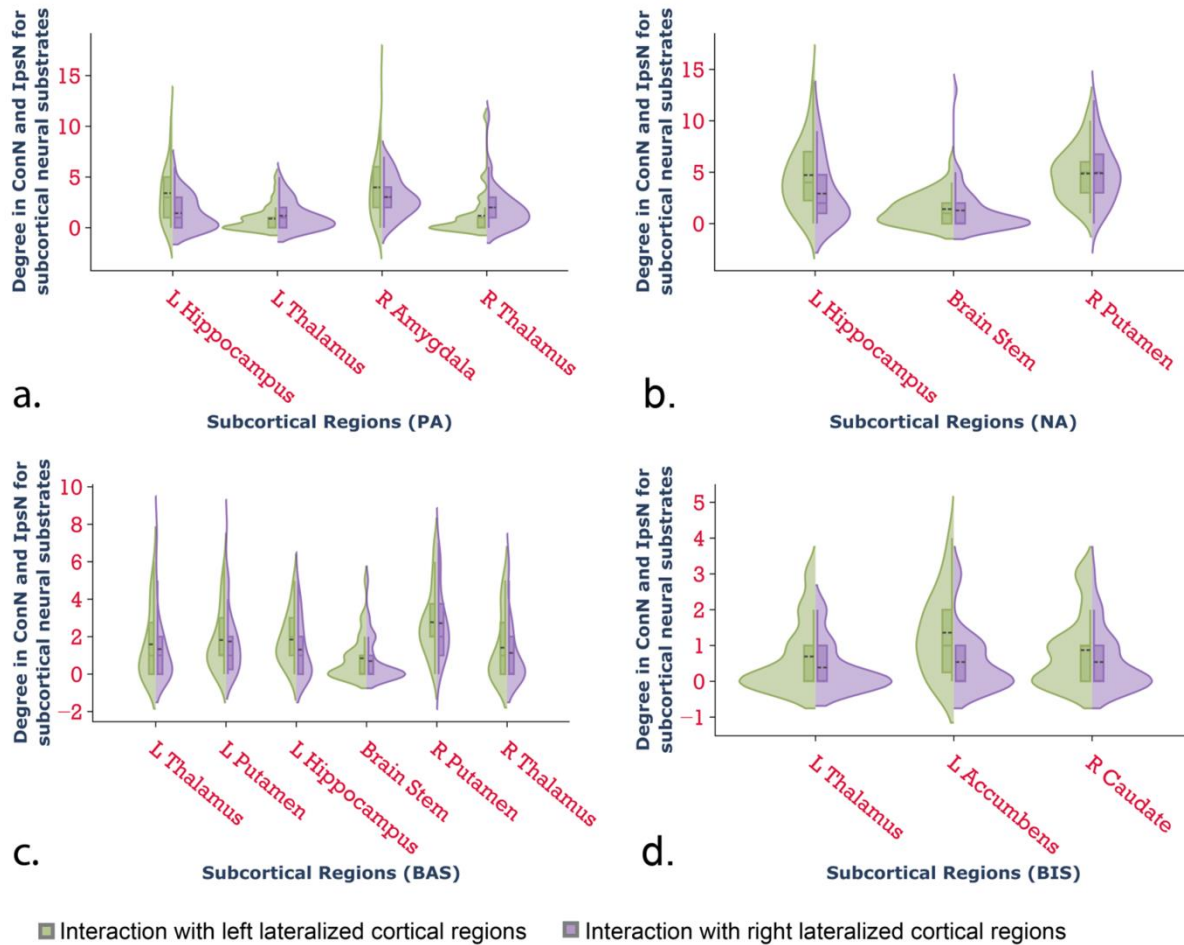 Degree in ConN and IpsN for
subcortical neural substrates
15
10
5
0
L Hippocampus
L Thalamus
R Amygdala
R Thalamus
a.
Subcortical Regions (PA)
Degree in ConN and IpsN for
subcortical neural substrates
15
10
5
0
L Hippocampus
Brain Stem
R Putamen
b.
Subcortical Regions (NA)
Degree in ConN and IpsN for
subcortical neural substrates
10
8
6
4
2
0
−2
L Thalamus
L Putamen
L Hippocampus
Brain Stem
R Putamen
R Thalamus
c.
Subcortical Regions (BAS)
Degree in ConN and IpsN for
subcortical neural substrates
5
4
3
2
1
0
−1
L Thalamus
L Accumbens
R Caudate
d.
Subcortical Regions (BIS)
Interaction with left lateralized cortical regions
Interaction with right lateralized cortical regions